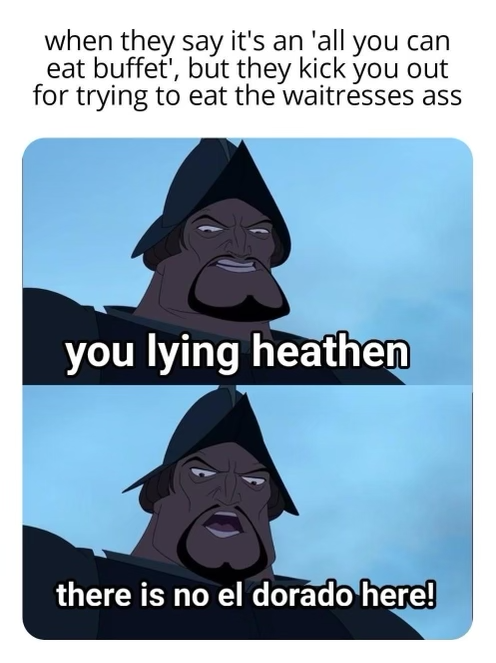 when they say it's an 'all you can
eat buffet', but they kick you out
for trying to eat the waitresses ass
you lying heathen
there is no el dorado here!